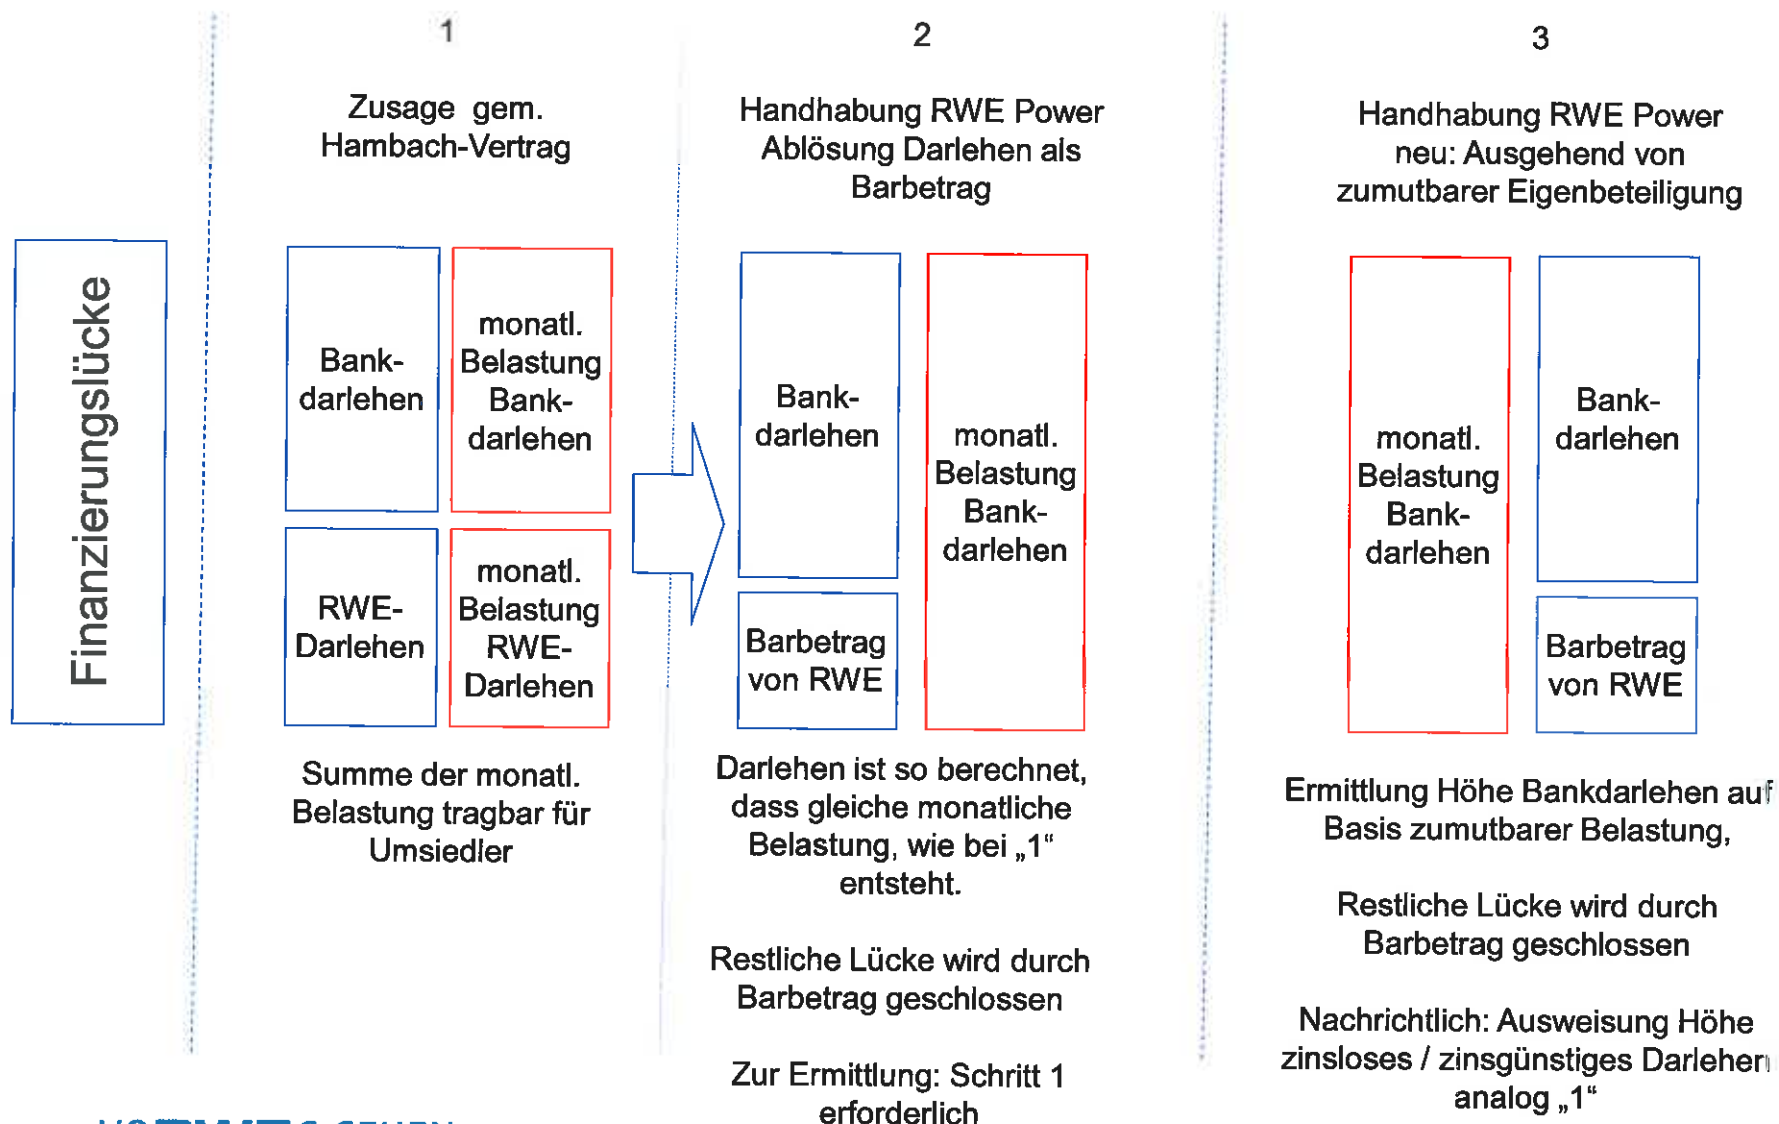 Finanzierungslücke
1
Zusage gem.
Hambach-Vertrag
Bank-
darlehen
monatl.
Belastung
Bank-
darlehen
RWE-
Darlehen
monatl.
Belastung
RWE-
Darlehen
Summe der monatl.
Belastung tragbar für
Umsiedler
2
Handhabung RWE Power
Ablösung Darlehen als
Barbetrag
Bank-
darlehen
monatl.
Belastung
Bank-
darlehen
Barbetrag
von RWE
Darlehen ist so berechnet,
dass gleiche monatliche
Belastung, wie bei „1“
entsteht.
Restliche Lücke wird durch
Barbetrag geschlossen
Zur Ermittlung: Schritt 1
erforderlich
3
Handhabung RWE Power
neu: Ausgehend von
zumutbarer Eigenbeteiligung
monatl.
Belastung
Bank-
darlehen
Bank-
darlehen
Barbetrag
von RWE
Ermittlung Höhe Bankdarlehen auf
Basis zumutbarer Belastung,
Restliche Lücke wird durch
Barbetrag geschlossen
Nachrichtlich: Ausweisung Höhe
zinsloses / zinsgünstiges Darlehen
analog „1“